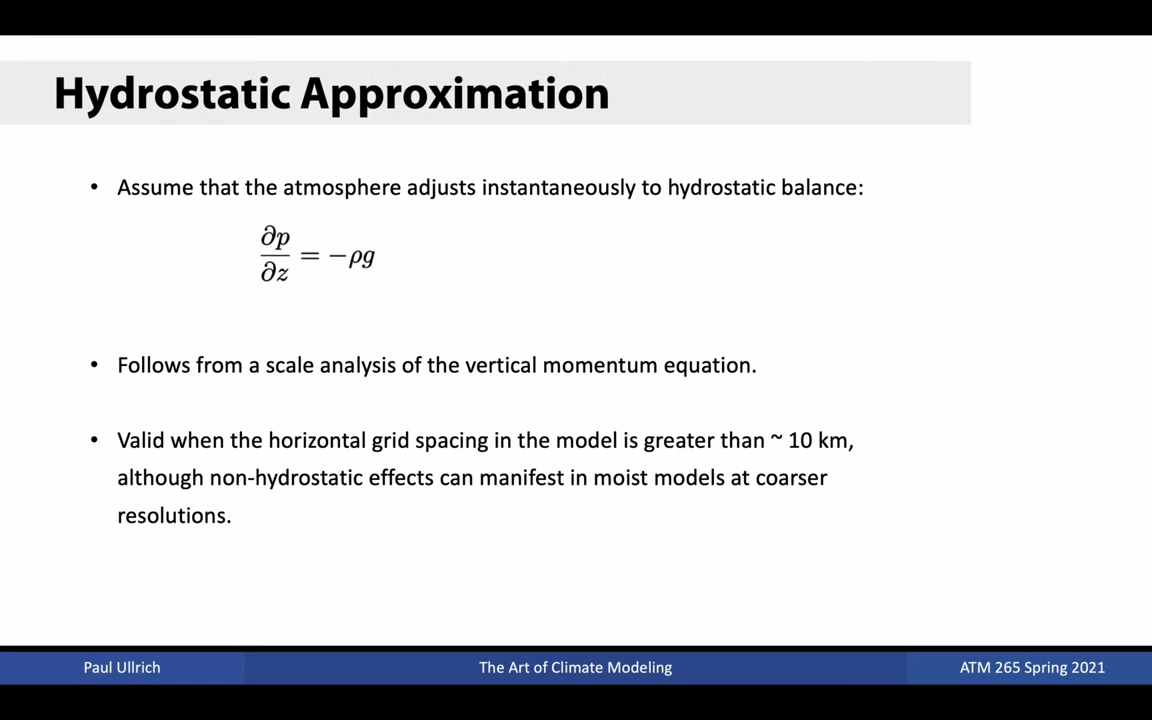 Hydrostatic Approximation
• Assume that the atmosphere adjusts instantaneously to hydrostatic balance:
∂p/∂z = −ρg
• Follows from a scale analysis of the vertical momentum equation.
• Valid when the horizontal grid spacing in the model is greater than ~ 10 km,
although non-hydrostatic effects can manifest in moist models at coarser
resolutions.
Paul Ullrich
The Art of Climate Modeling
ATM 265 Spring 2021